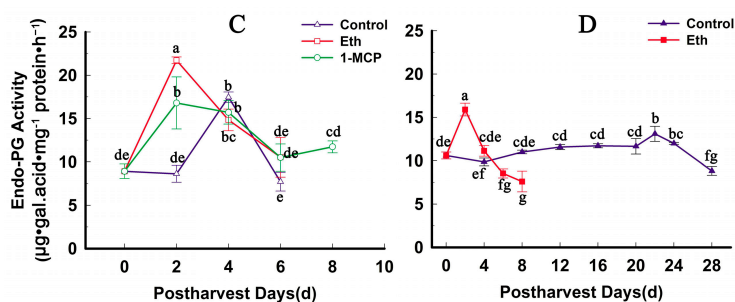 Endo-PG Activity
(μg•gal.acid•mg⁻¹ protein•h⁻¹)
25
20
15
10
5
0
C
Control
Eth
1-MCP
a
b
b
b
bc
de
de
de
de
e
cd
0 2 4 6 8 10
Postharvest Days(d)
25
20
15
10
5
0
D
Control
Eth
a
de
cde
ef
cde
fg
g
cd
cd
cd
b
bc
fg
0 2 4 6 8 12 16 20 24 28
Postharvest Days(d)